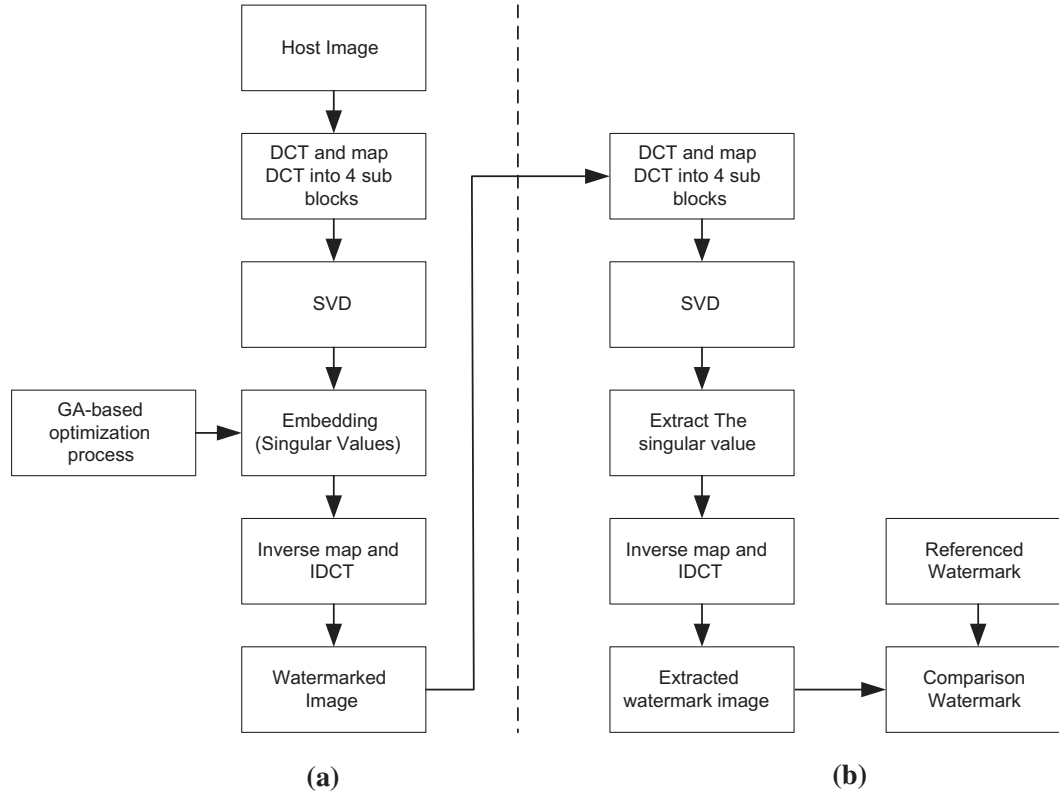 Host Image
DCT and map
DCT into 4 sub
blocks
SVD
GA-based
optimization
process
Embedding
(Singular Values)
Inverse map and
IDCT
Watermarked
Image
(a)
DCT and map
DCT into 4 sub
blocks
SVD
Extract The
singular value
Inverse map and
IDCT
Extracted
watermark image
Referenced
Watermark
Comparison
Watermark
(b)